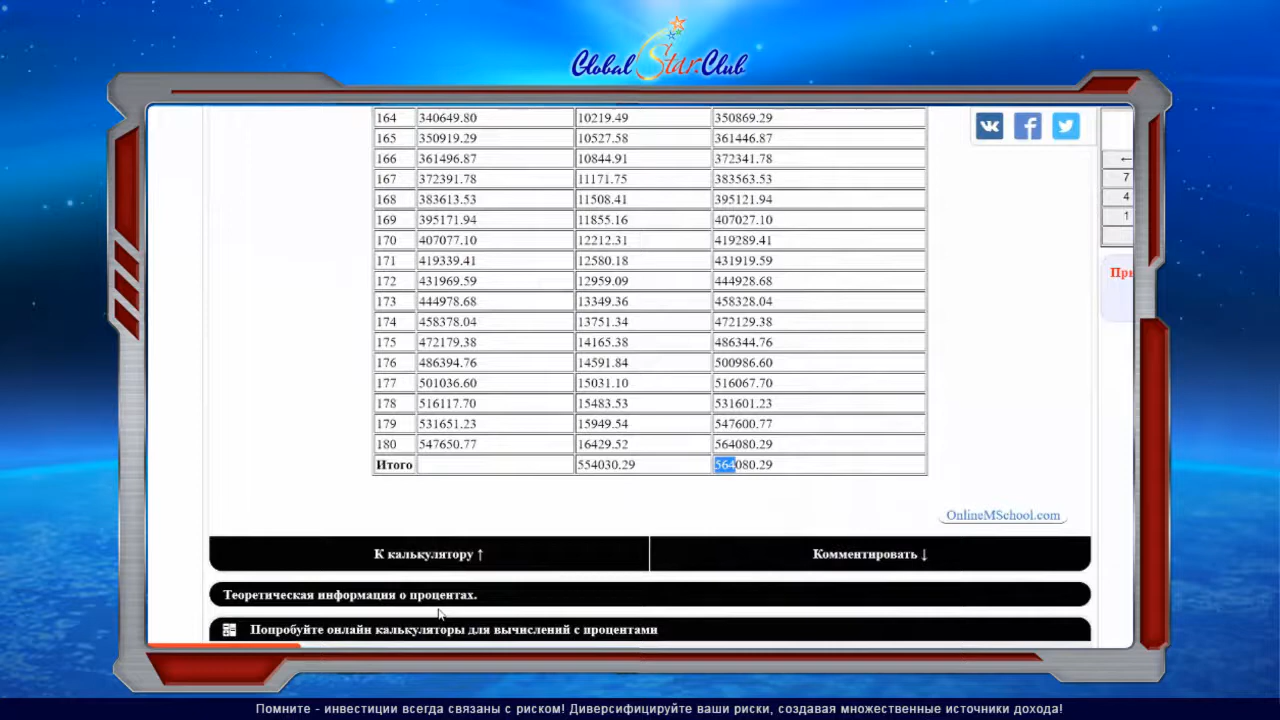 Global Star.Club
164 340649.80 10219.49 350869.29
165 350919.29 10527.58 361446.87
166 361496.87 10844.91 372341.78
167 372391.78 11171.75 383563.53
168 383613.53 11508.41 395121.94
169 395171.94 11855.16 407027.10
170 407077.10 12212.31 419289.41
171 419339.41 12580.18 431919.59
172 431969.59 12959.09 444928.68
173 444978.68 13349.36 458328.04
174 458378.04 13751.34 472129.38
175 472179.38 14165.38 486344.76
176 486394.76 14591.84 500986.60
177 501036.60 15031.10 516067.70
178 516117.70 15483.53 531601.23
179 531651.23 15949.54 547600.77
180 547650.77 16429.52 564080.29
Итого 554030.29 564080.29
←
7
4
1
При
OnlineMSchool.com
К калькулятору ↑ Комментировать ↓
Теоретическая информация о процентах.
Попробуйте онлайн калькуляторы для вычислений с процентами
Помните - инвестиции всегда связаны с риском! Диверсифицируйте ваши риски, создавая множественные источники дохода!